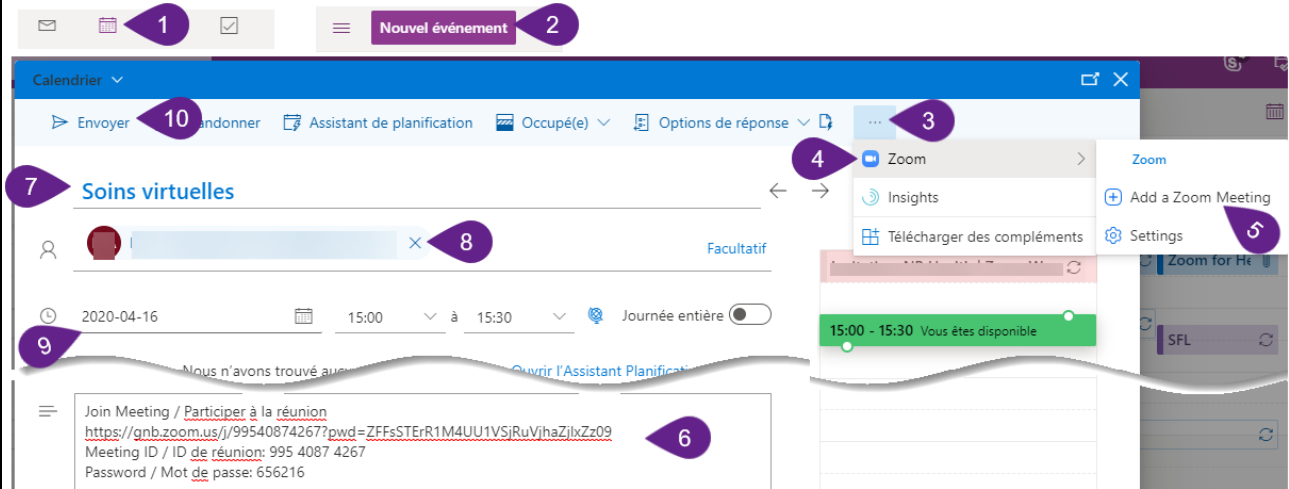 1
2
Nouvel événement
Calendrier
Envoyer
10
andonner
Assistant de planification
Occupé(e)
Options de réponse
...
3
4
Zoom
Zoom
7
Soins virtuelles
Insights
Add a Zoom Meeting
5
8
Facultatif
Télécharger des compléments
Settings
Zoom for He
2020-04-16
15:00
à
15:30
Journée entière
15:00 - 15:30 Vous êtes disponible
9
SFL
Nous n'avons trouvé
Ouvrir l'Assistant
Join Meeting / Participer à la réunion
https://gnb.zoom.us/j/99540874267?pwd=ZFFsSTErR1M4UU1VSjRuVjhaZjlxZz09
6
Meeting ID / ID de réunion: 995 4087 4267
Password / Mot de passe: 656216